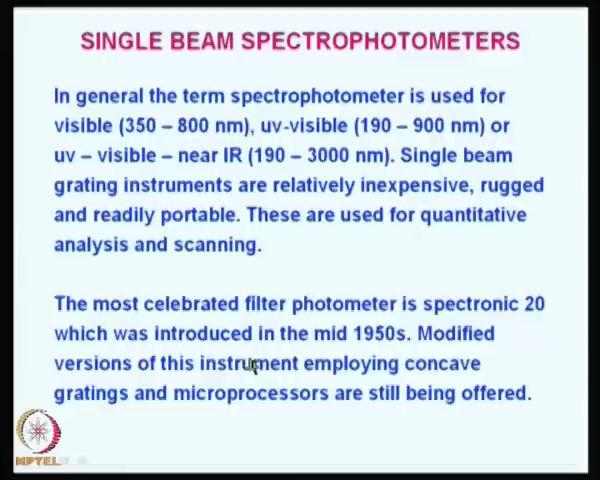 SINGLE BEAM SPECTROPHOTOMETERS
In general the term spectrophotometer is used for
visible (350 – 800 nm), uv-visible (190 – 900 nm) or
uv – visible – near IR (190 – 3000 nm). Single beam
grating instruments are relatively inexpensive, rugged
and readily portable. These are used for quantitative
analysis and scanning.
The most celebrated filter photometer is spectronic 20
which was introduced in the mid 1950s. Modified
versions of this instrument employing concave
gratings and microprocessors are still being offered.
NPTEL